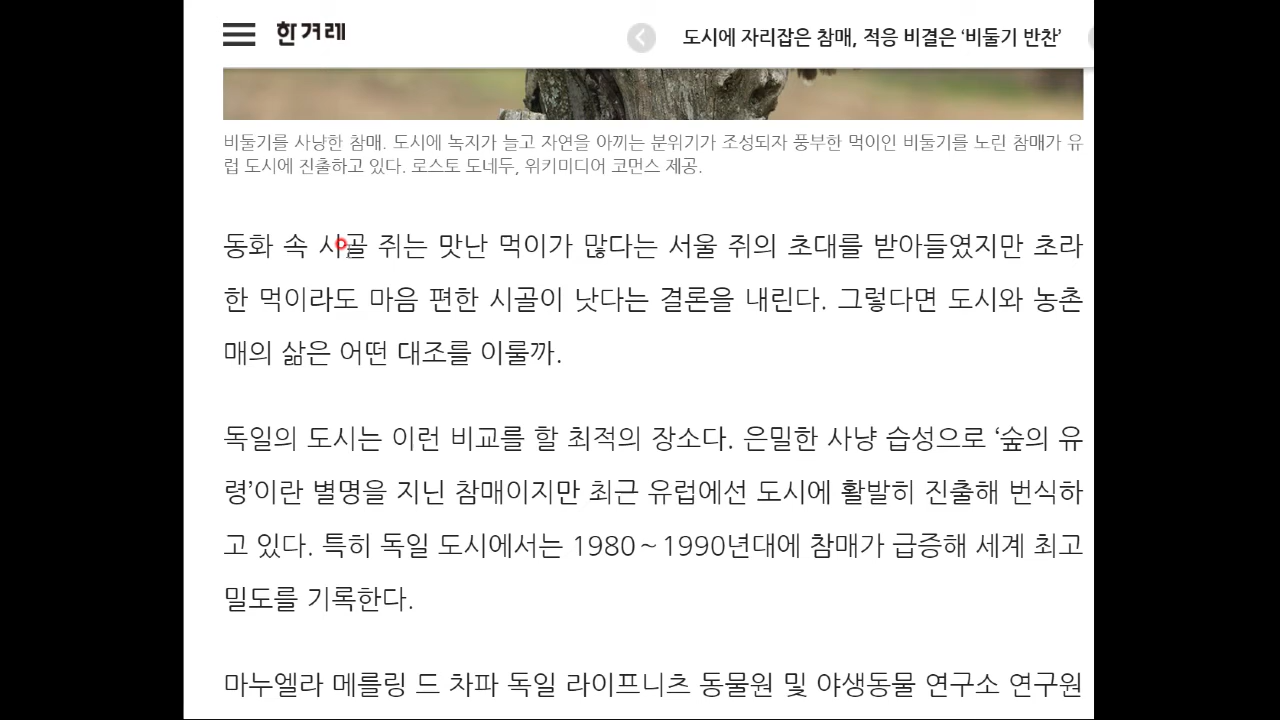 한겨레
도시에 자리잡은 참매, 적응 비결은 ‘비둘기 반찬’
비둘기를 사냥한 참매. 도시에 녹지가 늘고 자연을 아끼는 분위기가 조성되자 풍부한 먹이인 비둘기를 노린 참매가 유
럽 도시에 진출하고 있다. 로스토 도네두, 위키미디어 코먼스 제공.
동화 속 시골 쥐는 맛난 먹이가 많다는 서울 쥐의 초대를 받아들였지만 초라
한 먹이라도 마음 편한 시골이 낫다는 결론을 내린다. 그렇다면 도시와 농촌
매의 삶은 어떤 대조를 이룰까.
독일의 도시는 이런 비교를 할 최적의 장소다. 은밀한 사냥 습성으로 ‘숲의 유
령’이란 별명을 지닌 참매이지만 최근 유럽에선 도시에 활발히 진출해 번식하
고 있다. 특히 독일 도시에서는 1980～1990년대에 참매가 급증해 세계 최고
밀도를 기록한다.
마누엘라 메를링 드 차파 독일 라이프니츠 동물원 및 야생동물 연구소 연구원